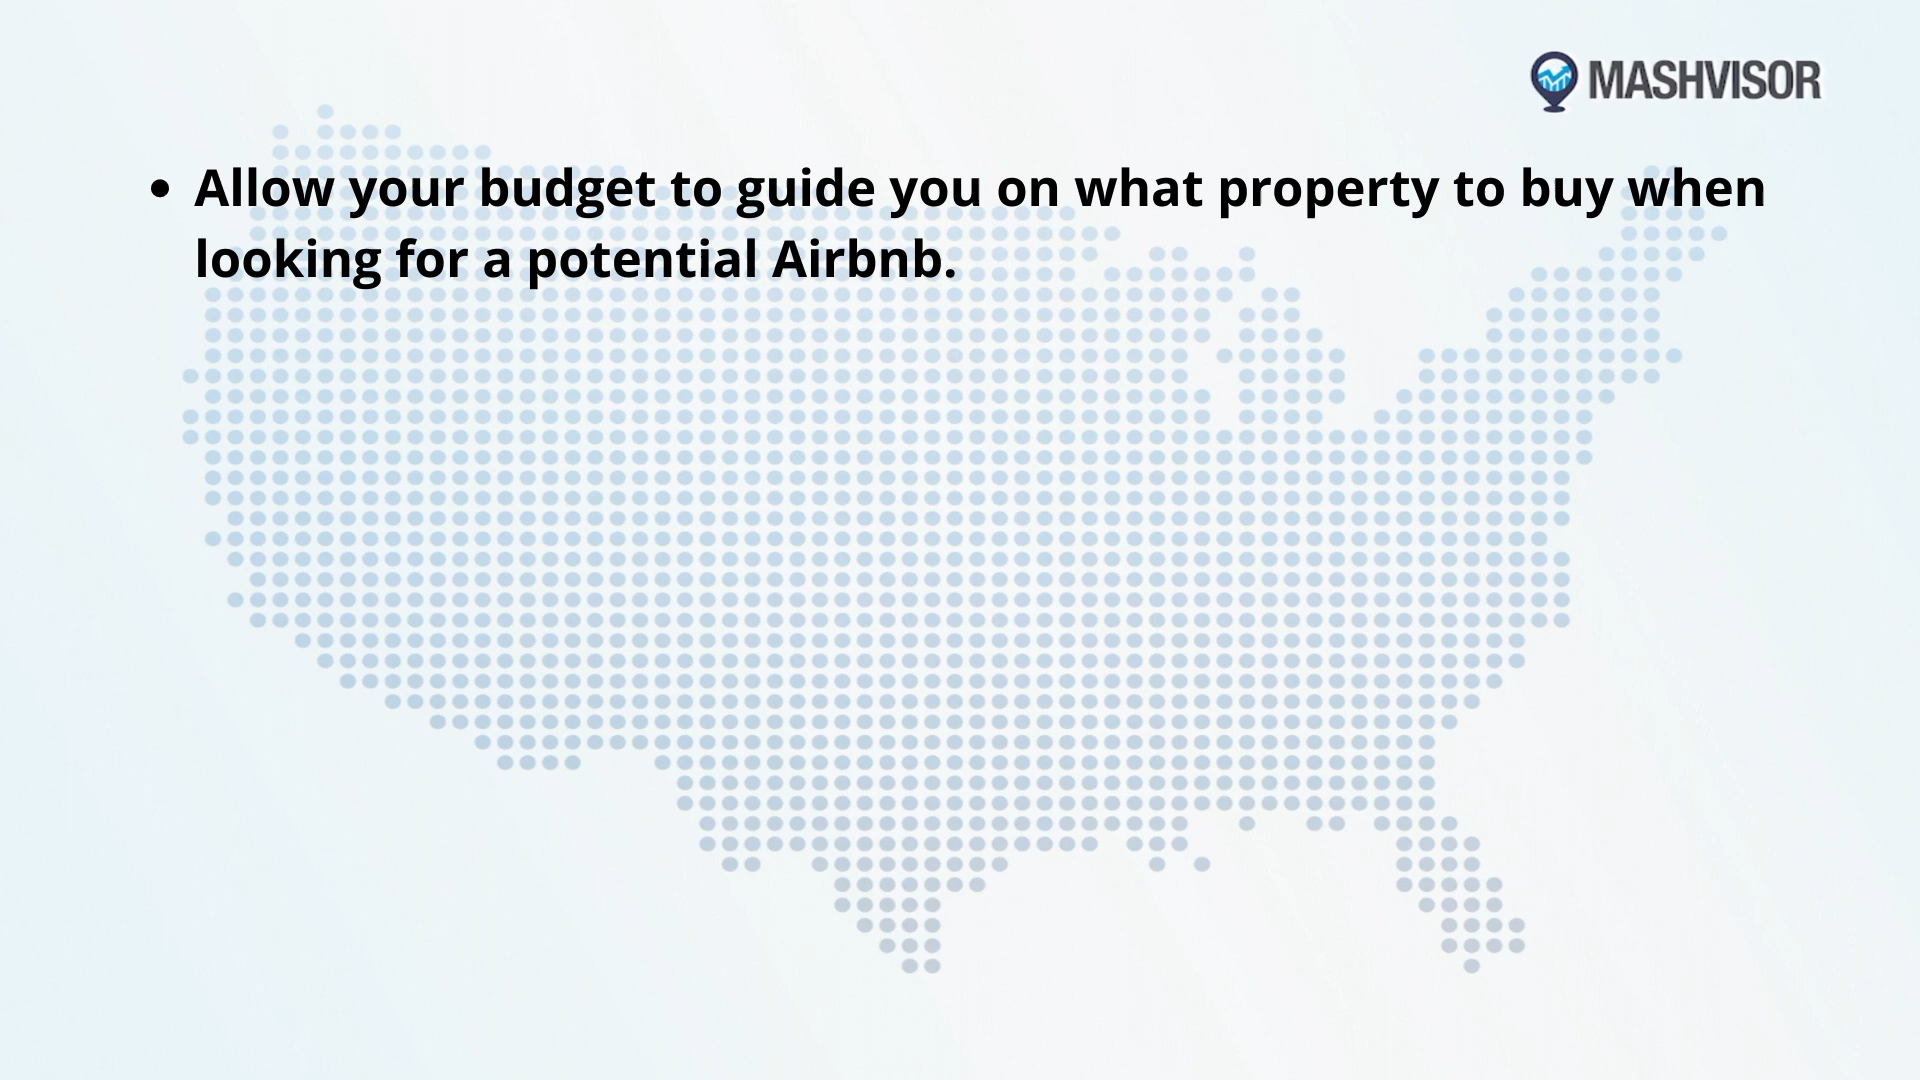 MASHVISOR
• Allow your budget to guide you on what property to buy when
looking for a potential Airbnb.